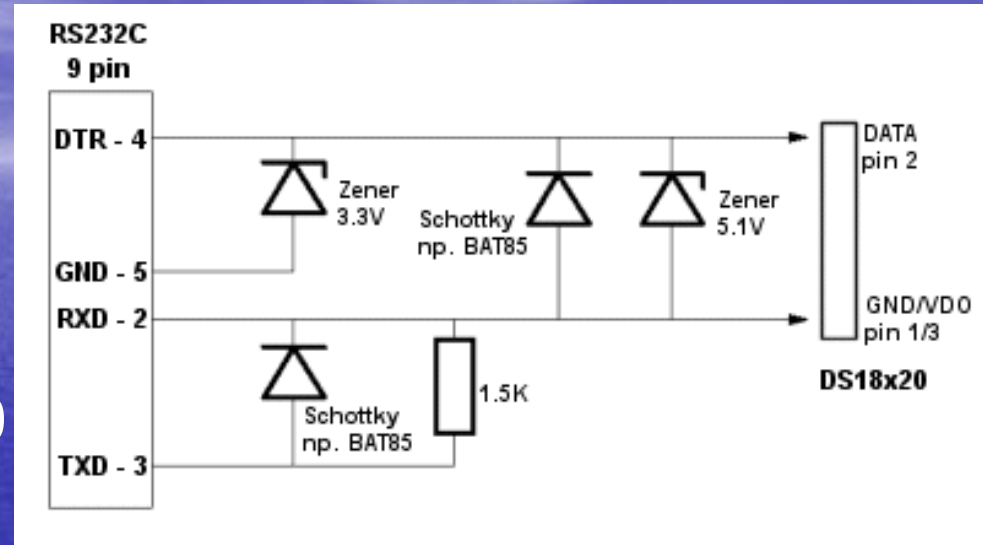 RS232C
9 pin
DTR - 4
GND - 5
RXD - 2
TXD - 3
Zener
3.3V
Schottky
np. BAT85
Zener
5.1V
Schottky
np. BAT85
1.5K
DATA
pin 2
GND/VDO
pin 1/3
DS18x20